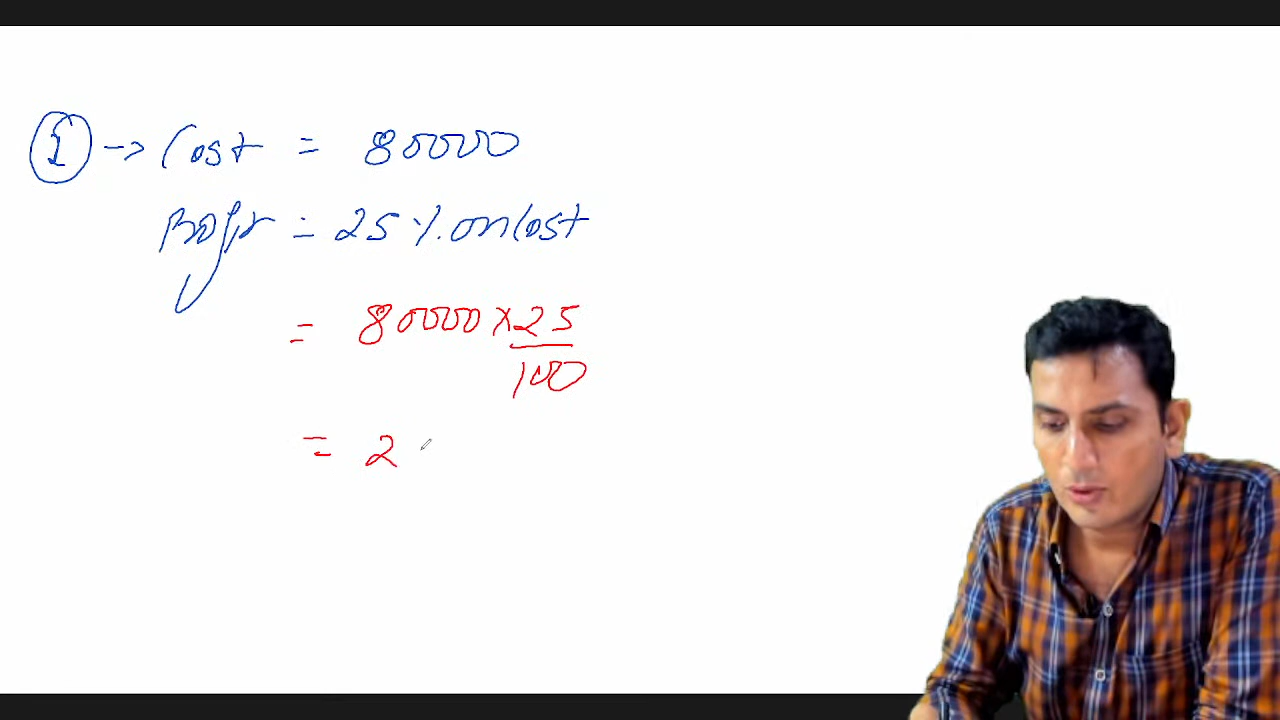 1 → Cost = 80000
Profit = 25% on Cost
= 80000 × 25/100
= 2